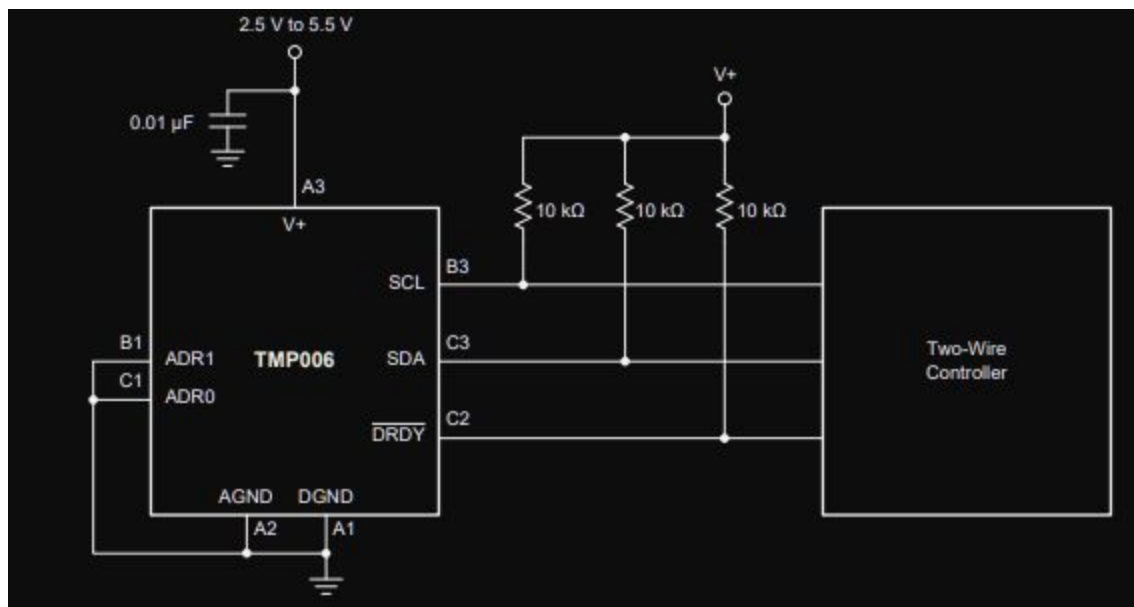 2.5 V to 5.5 V
V+
0.01 µF
A3
10 kΩ
10 kΩ
10 kΩ
V+
B3
SCL
B1
ADR1
TMP006
SDA
C3
Two-Wire
Controller
C1
ADR0
C2
DRDY
AGND
DGND
A2
A1